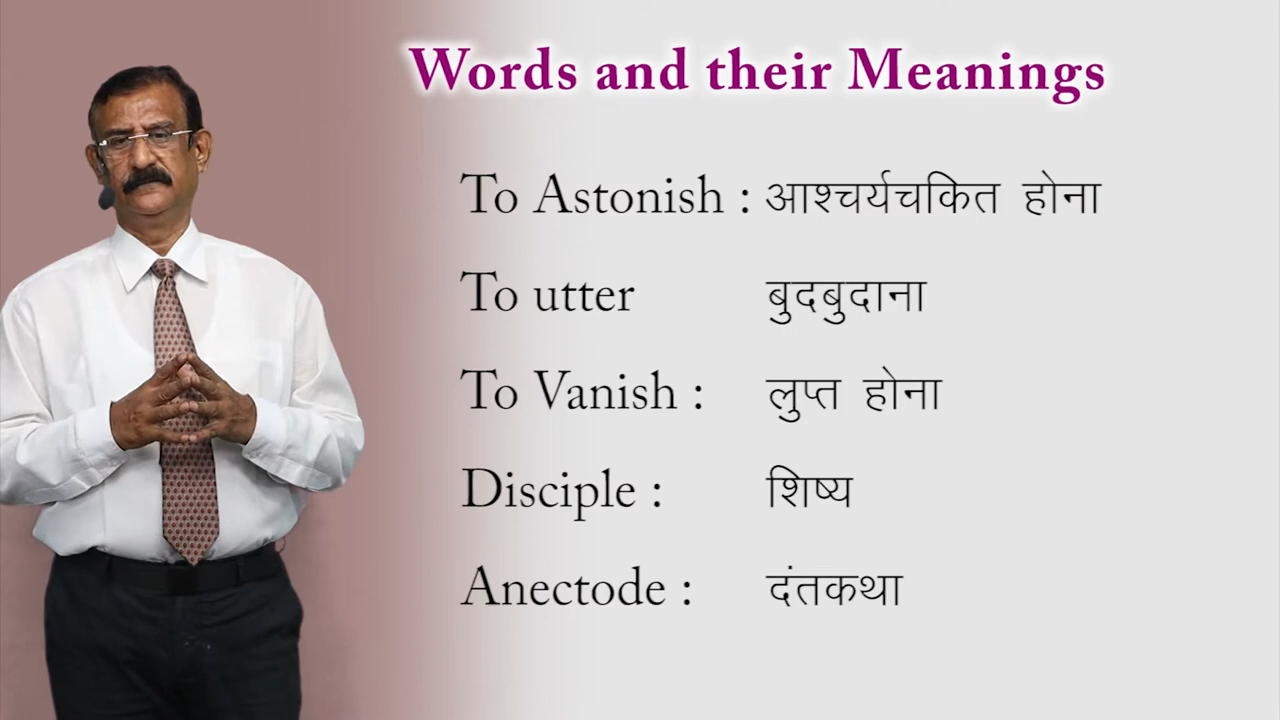 Words and their Meanings
To Astonish : आश्चर्यचकित होना
To utter बुदबुदाना
To Vanish : लुप्त होना
Disciple : शिष्य
Anectode : दंतकथा